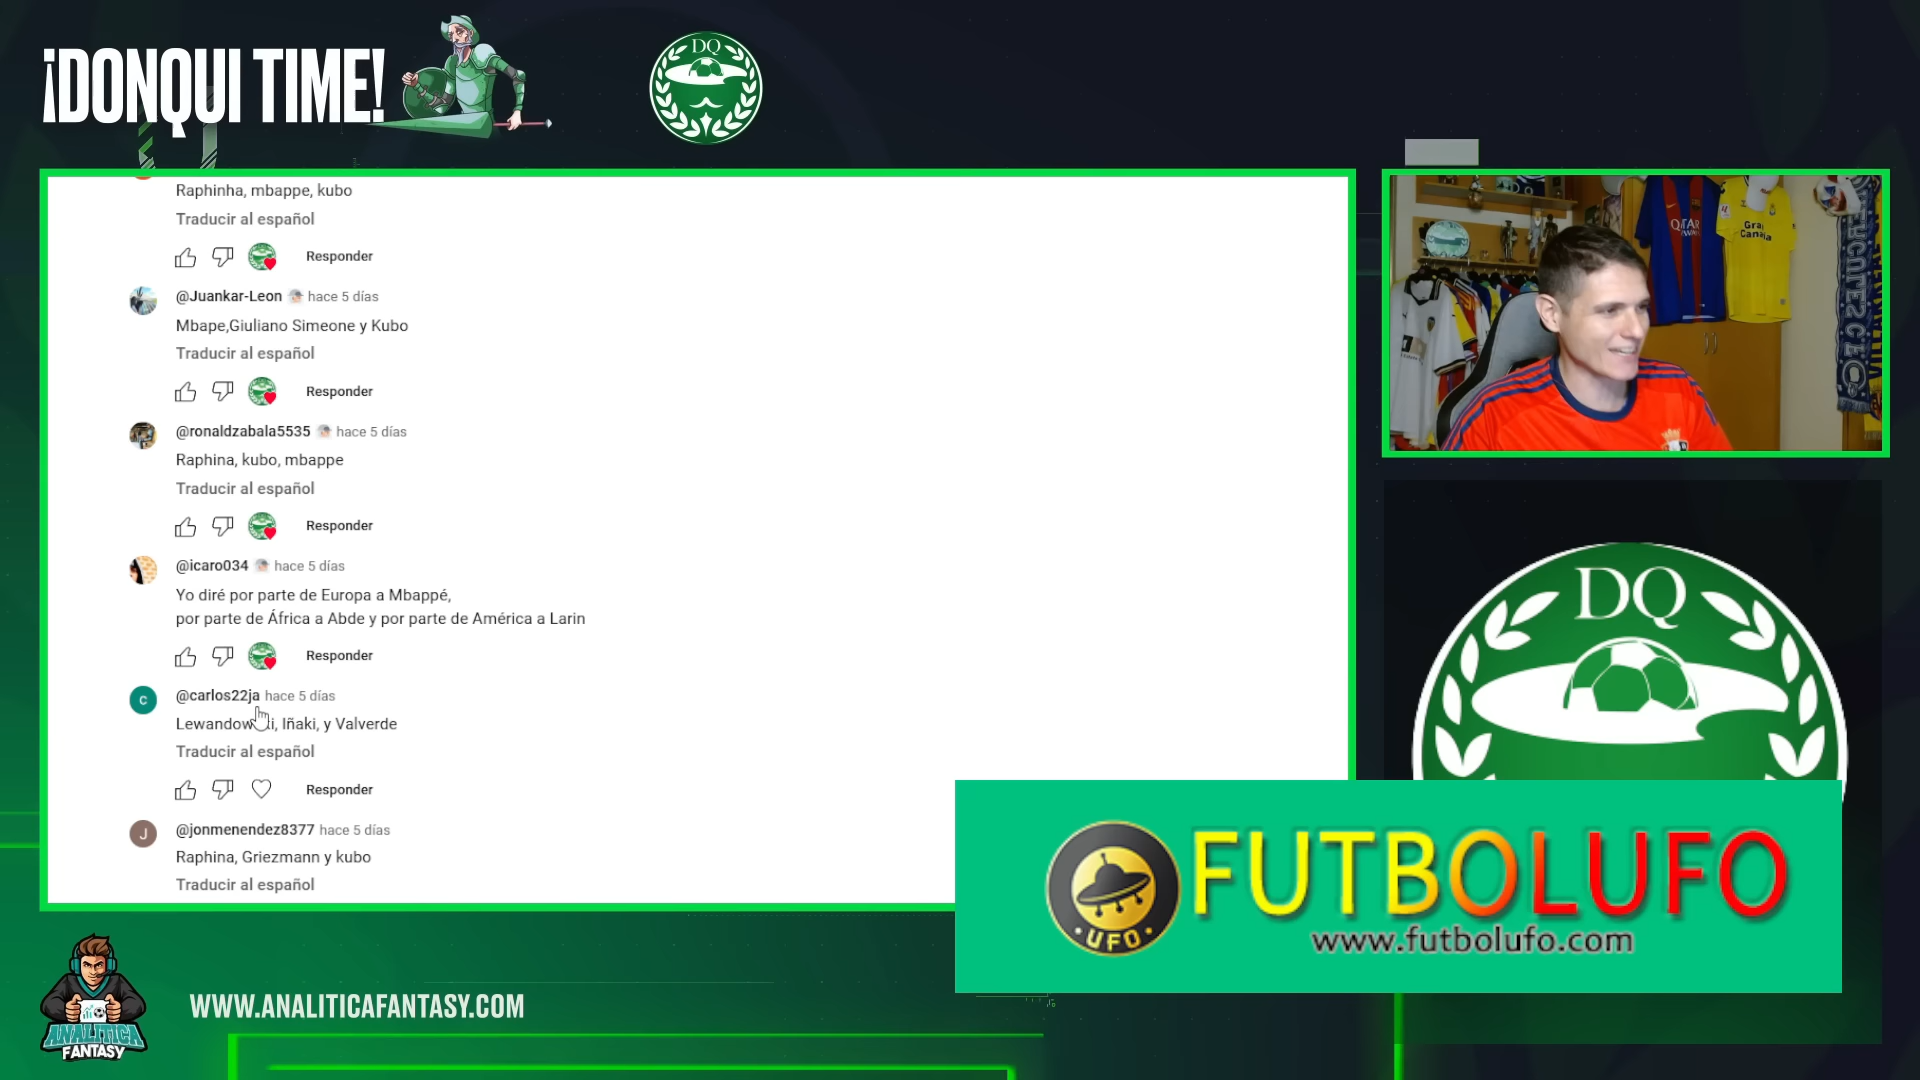 ¡DONQUI TIME!
DQ
Raphinha, mbappe, kubo
Traducir al español
Responder
@Juankar-Leon hace 5 días
Mbape,Giuliano Simeone y Kubo
Traducir al español
Responder
@ronaldzabala5535 hace 5 días
Raphina, kubo, mbappe
Traducir al español
Responder
@icaro034 hace 5 días
Yo diré por parte de Europa a Mbappé,
por parte de África a Abde y por parte de América a Larin
Responder
C
@carlos22ja hace 5 días
Iñaki, y Valverde
Traducir al español
Responder
J
@jonmenendez8377 hace 5 días
Raphina, Griezmann y kubo
Traducir al español
QATAR
Gran
Canaria
DQ
UFO
FUTBOLUFO
www.futbolufo.com
ANALITICA
FANTASY
WWW.ANALITICAFANTASY.COM